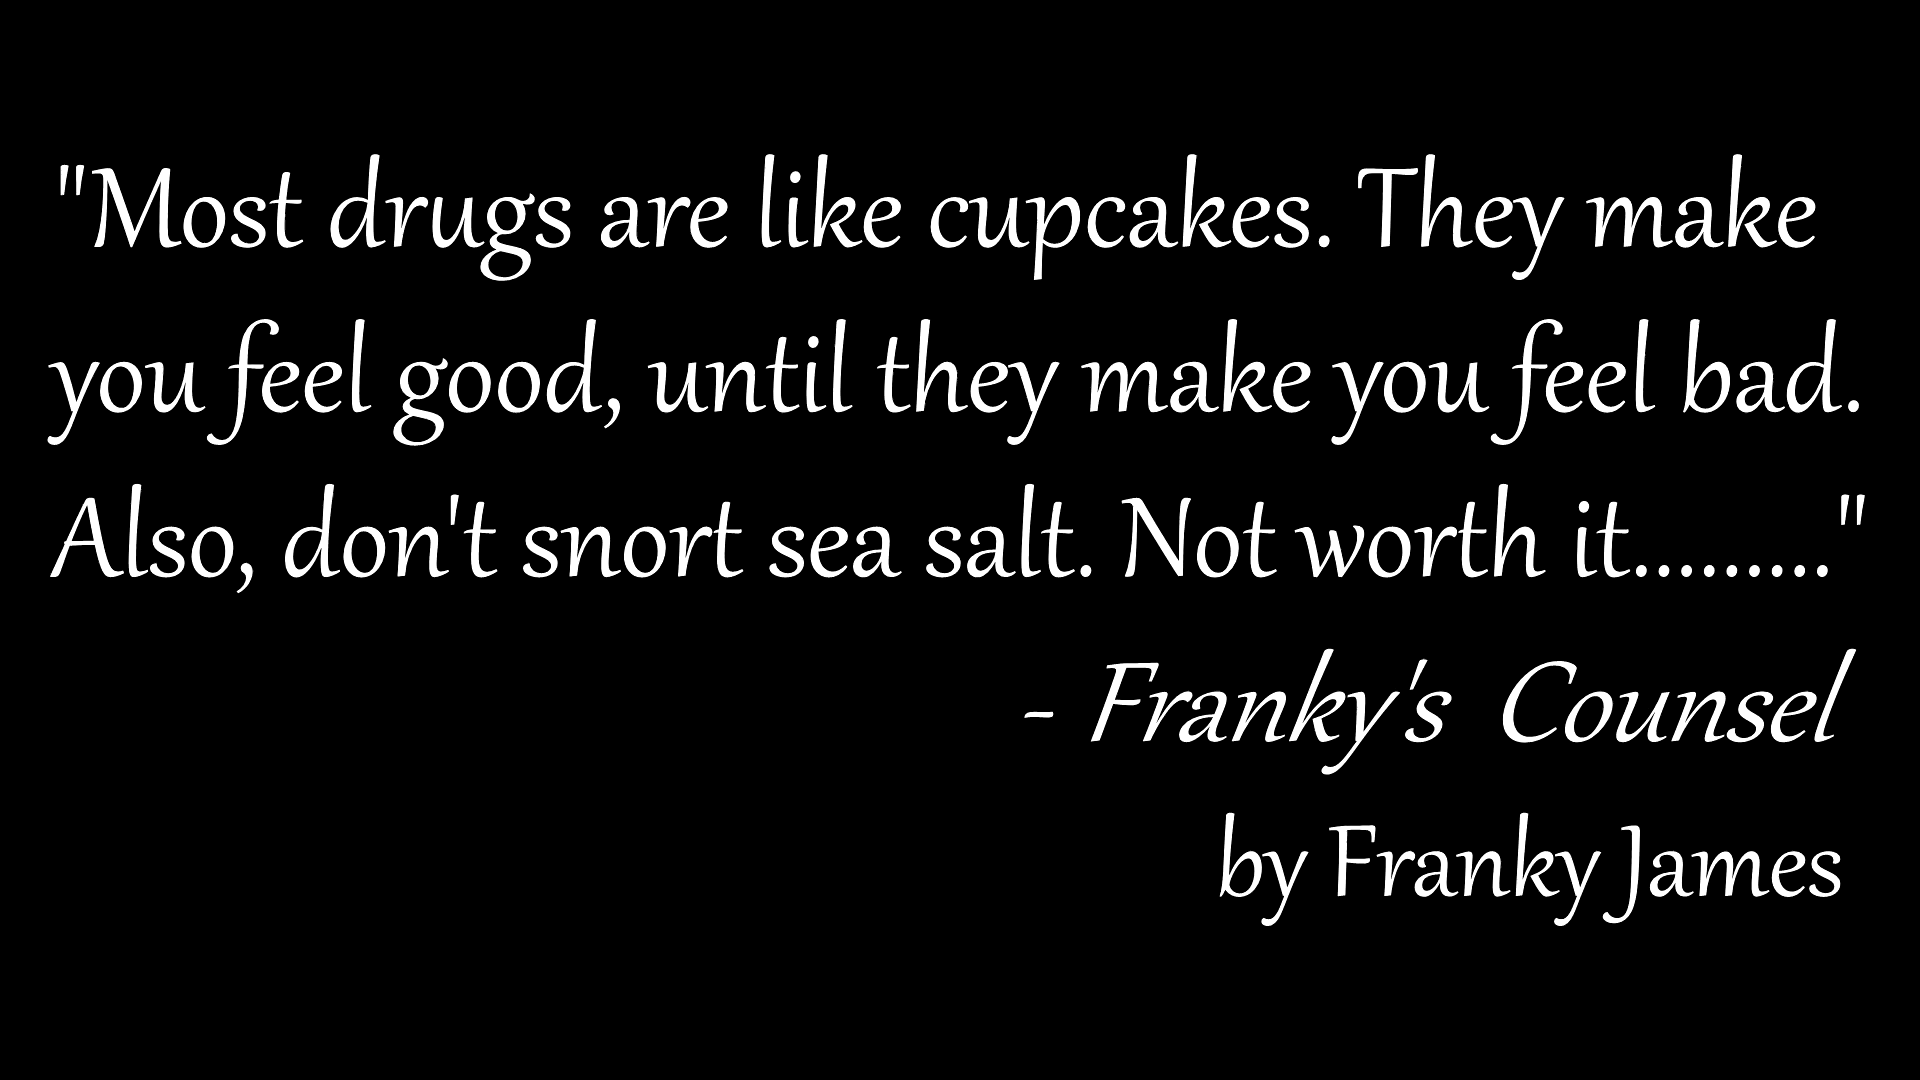 "Most drugs are like cupcakes. They make
you feel good, until they make you feel bad.
Also, don't snort sea salt. Not worth it........."
- Franky's Counsel
by Franky James